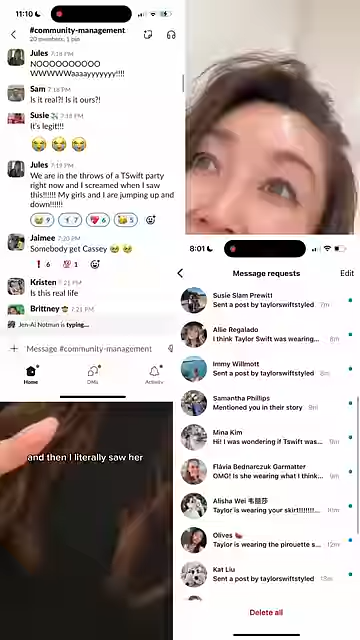 11:10
#community-management
20 members, 1 pin
Jules 7:18 PM
NOOOOOOOOOO
WWWWWaaayyyyyyy!!!!
Sam 7:18 PM
Is it real?! Is it ours?!
Susie 7:18 PM
It's legit!!!
Jules 7:19 PM
We are in the throws of a TSwift party
right now and I screamed when I saw
this!!!!!! My girls and I are jumping up and
down!!!!!!
9 7 6 5
Jaimee 7:20 PM
Somebody get Cassey
6 1
Kristen 7:21 PM
Is this real life
Brittney 7:21 PM
Jen-Ai Notman is typing...
Message #community-management
Home DMs Activity
and then I literally saw her
8:01
Message requests Edit
Susie Slam Prewitt
Sent a post by taylorswiftstyled 7m
Allie Regalado
I think Taylor Swift was wearing... 8m
Immy Willmott
Sent a post by taylorswiftstyled 8m
Samantha Phillips
Mentioned you in their story 9m
Mina Kim
Hi! I was wondering if Tswift was... 9m
Flávia Bednarczuk Garmatter
OMG! Is she wearing what I think... 9m
Alisha Wei 韦丽莎
Taylor is wearing your skirt!!!!!!!... 10m
Olives
Taylor is wearing the pirouette s... 12m
Kat Liu
Sent a post by taylorswiftstyled 13m
Delete all